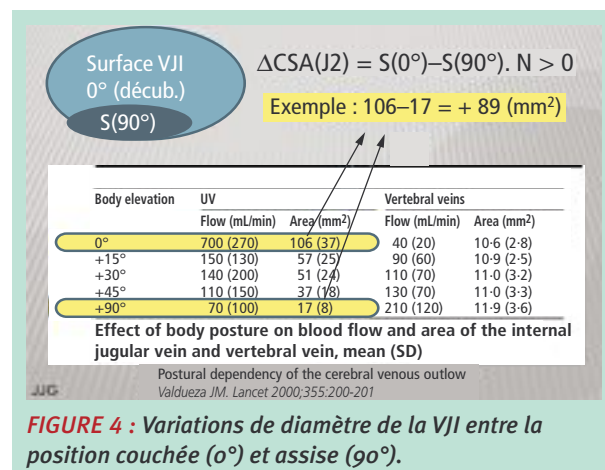 Surface VJI
0° (décub.)
S(90°)
ΔCSA(J2) = S(0°)–S(90°). N > 0
Exemple : 106–17 = + 89 (mm²)
Body elevation UV Vertebral veins
Flow (mL/min) Area (mm²) Flow (mL/min) Area (mm²)
0° 700 (270) 106 (37) 40 (20) 10·6 (2·8)
+15° 150 (130) 57 (25) 90 (60) 10·9 (2·5)
+30° 140 (200) 51 (24) 110 (70) 11·0 (3·2)
+45° 110 (150) 37 (18) 130 (70) 11·0 (3·3)
+90° 70 (100) 17 (8) 210 (120) 11·9 (3·6)
Effect of body posture on blood flow and area of the internal
jugular vein and vertebral vein, mean (SD)
Postural dependency of the cerebral venous outlow
Valdueza JM. Lancet 2000;355:200-201
JJG
FIGURE 4 : Variations de diamètre de la VJI entre la
position couchée (0°) et assise (90°).